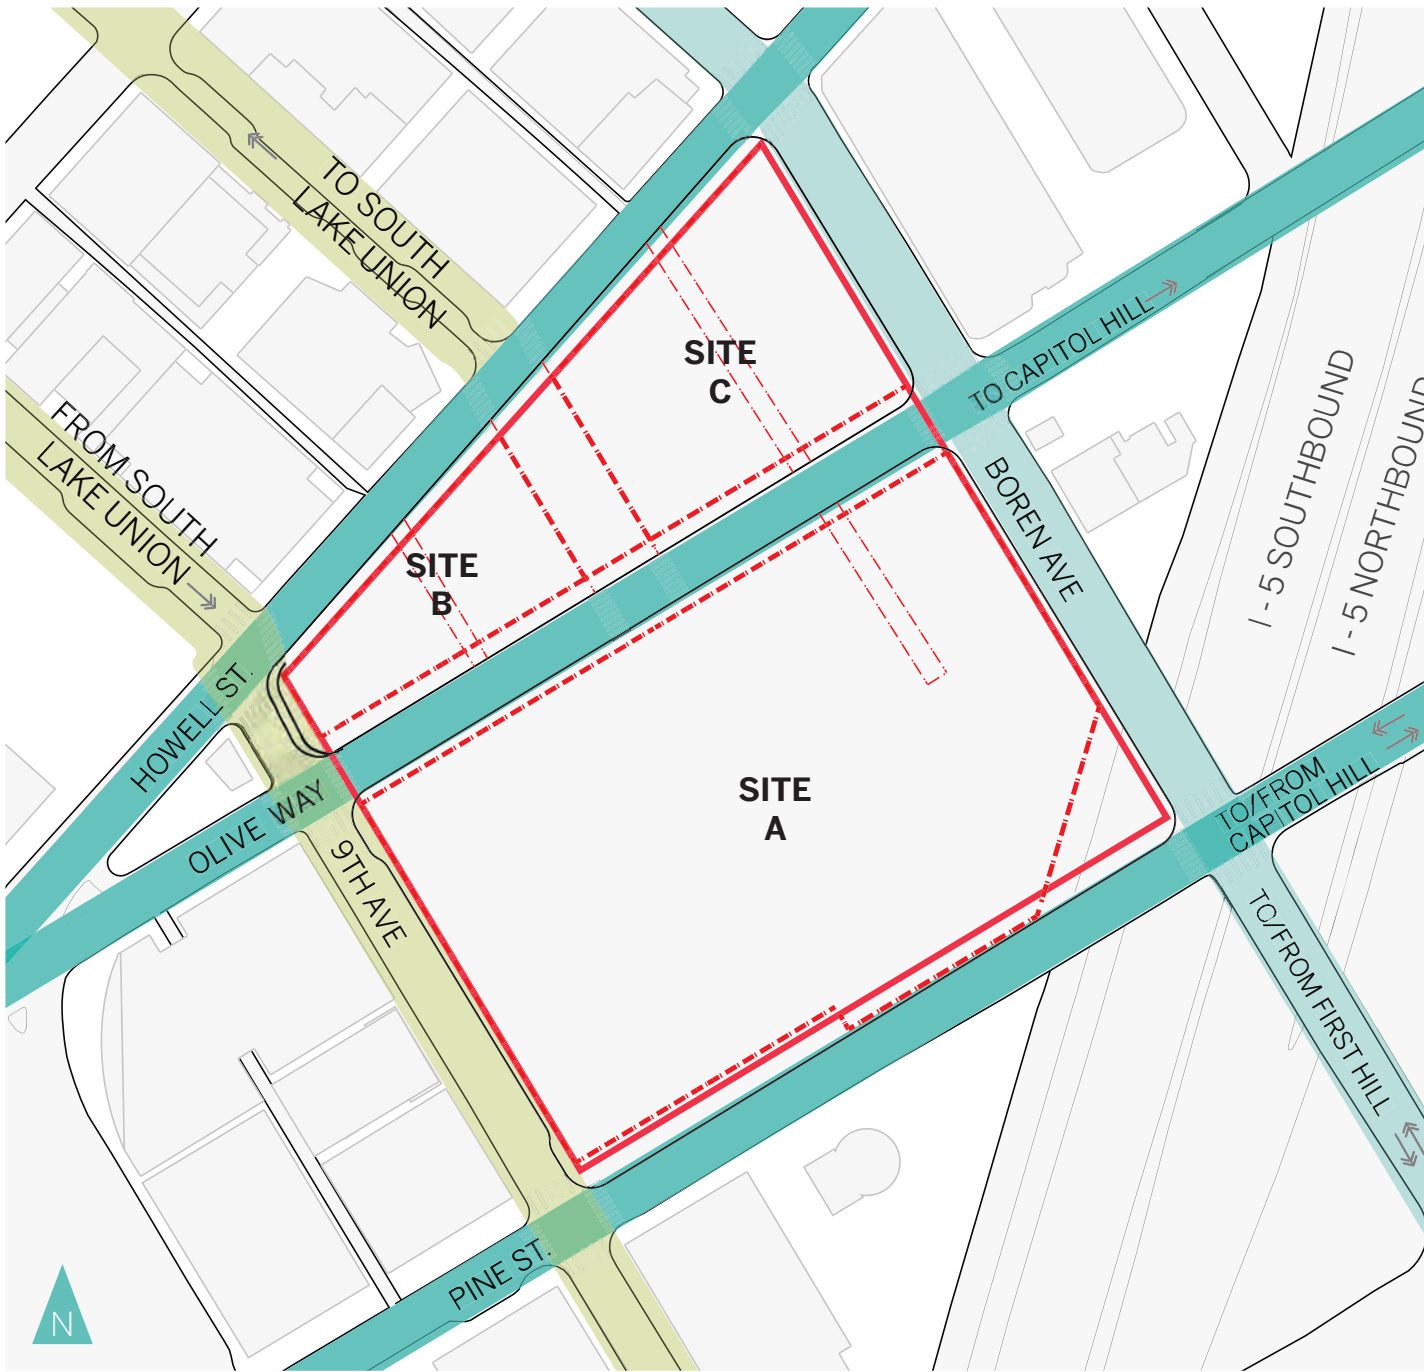 TO SOUTH
LAKE UNION
SITE
C
TO CAPITOL HILL
FROM SOUTH
LAKE UNION
I - 5 SOUTHBOUND
I - 5 NORTHBOUND
BOREN AVE
SITE
B
HOWELL ST.
OLIVE WAY
9TH AVE
SITE
A
TO/FROM
CAPITOL HILL
TO/FROM FIRST HILL
PINE ST.
N